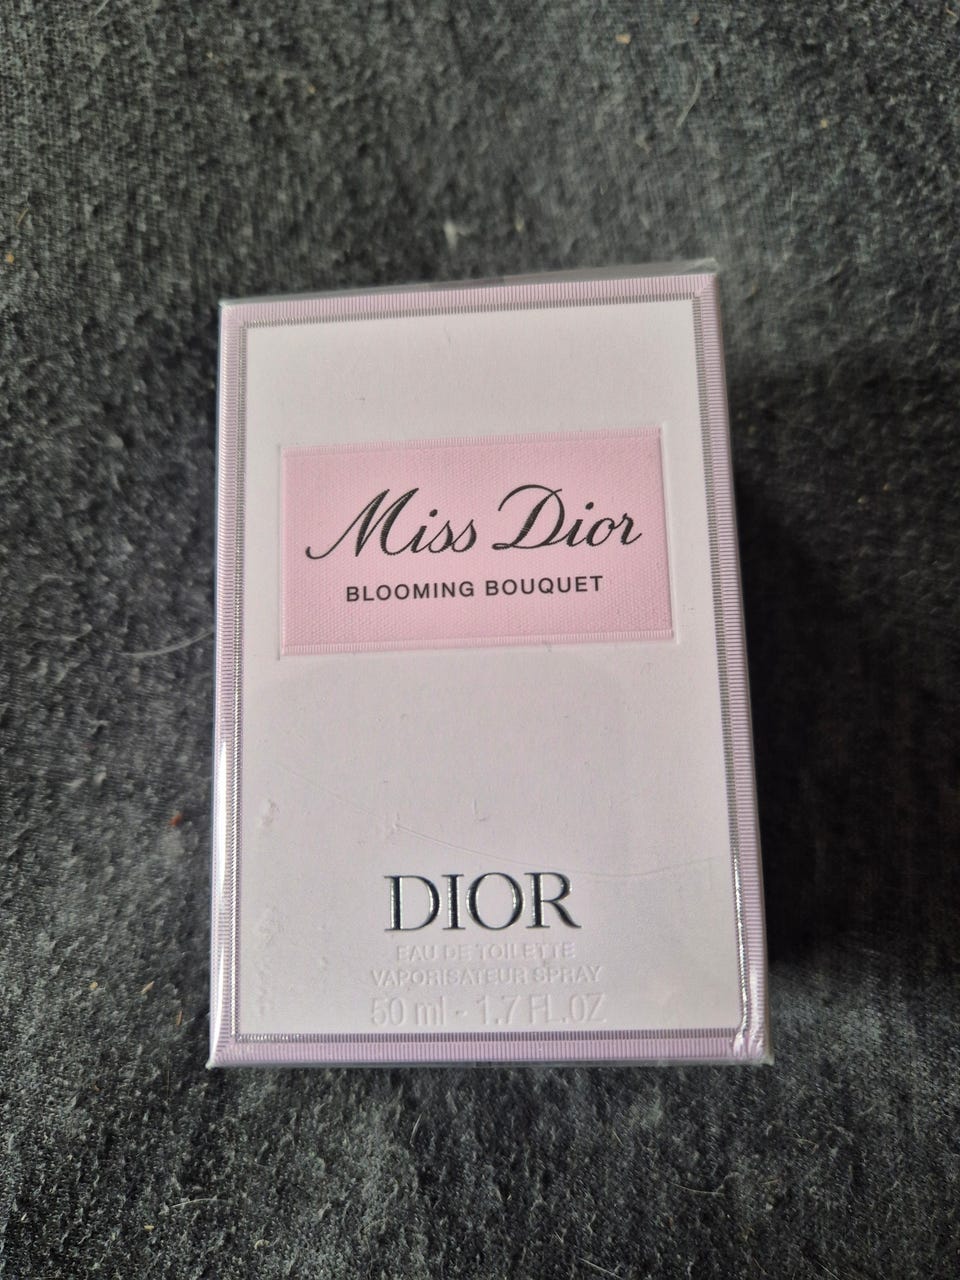 Miss Dior
BLOOMING BOUQUET
DIOR
EAU DE TOILETTE
VAPORISATEUR SPRAY
50 ml - 1.7 FL.OZ